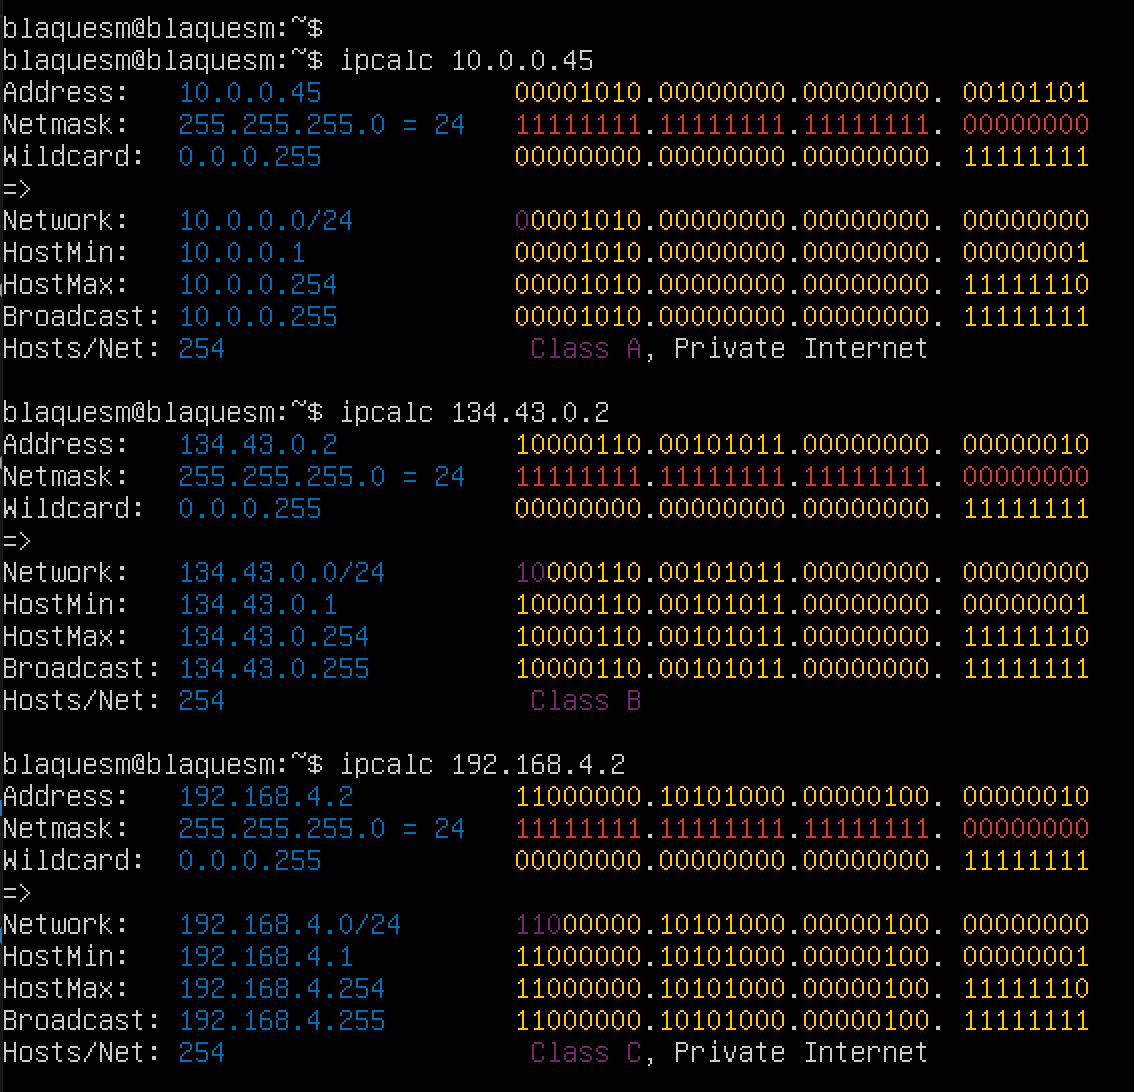 blaquesm@blaquesm:~$
blaquesm@blaquesm:~$ ipcalc 10.0.0.45
Address:   10.0.0.45            00001010.00000000.00000000. 00101101
Netmask:   255.255.255.0 = 24   11111111.11111111.11111111. 00000000
Wildcard:  0.0.0.255            00000000.00000000.00000000. 11111111
=>
Network:   10.0.0.0/24          00001010.00000000.00000000. 00000000
HostMin:   10.0.0.1             00001010.00000000.00000000. 00000001
HostMax:   10.0.0.254           00001010.00000000.00000000. 11111110
Broadcast: 10.0.0.255           00001010.00000000.00000000. 11111111
Hosts/Net: 254                   Class A, Private Internet

blaquesm@blaquesm:~$ ipcalc 134.43.0.2
Address:   134.43.0.2           10000110.00101011.00000000. 00000010
Netmask:   255.255.255.0 = 24   11111111.11111111.11111111. 00000000
Wildcard:  0.0.0.255            00000000.00000000.00000000. 11111111
=>
Network:   134.43.0.0/24        10000110.00101011.00000000. 00000000
HostMin:   134.43.0.1           10000110.00101011.00000000. 00000001
HostMax:   134.43.0.254         10000110.00101011.00000000. 11111110
Broadcast: 134.43.0.255         10000110.00101011.00000000. 11111111
Hosts/Net: 254                   Class B

blaquesm@blaquesm:~$ ipcalc 192.168.4.2
Address:   192.168.4.2          11000000.10101000.00000100. 00000010
Netmask:   255.255.255.0 = 24   11111111.11111111.11111111. 00000000
Wildcard:  0.0.0.255            00000000.00000000.00000000. 11111111
=>
Network:   192.168.4.0/24       11000000.10101000.00000100. 00000000
HostMin:   192.168.4.1          11000000.10101000.00000100. 00000001
HostMax:   192.168.4.254        11000000.10101000.00000100. 11111110
Broadcast: 192.168.4.255        11000000.10101000.00000100. 11111111
Hosts/Net: 254                   Class C, Private Internet